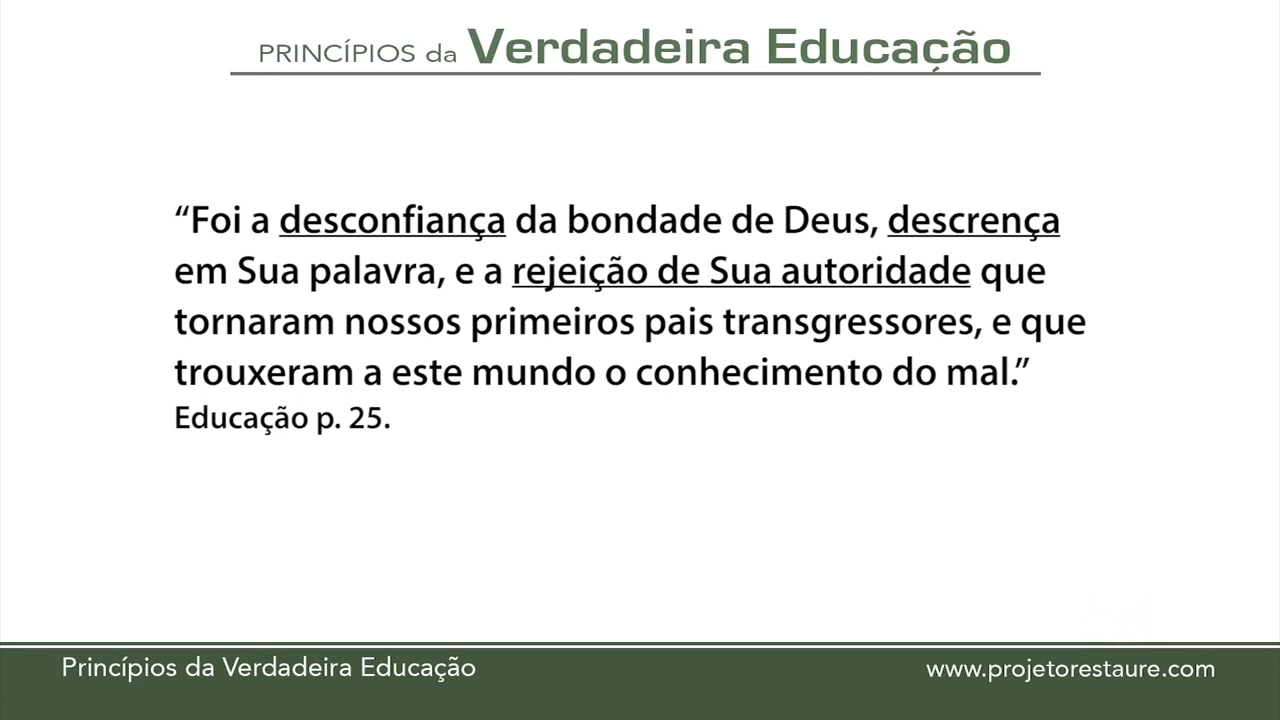 PRINCÍPIOS da Verdadeira Educação
“Foi a desconfiança da bondade de Deus, descrença
em Sua palavra, e a rejeição de Sua autoridade que
tornaram nossos primeiros pais transgressores, e que
trouxeram a este mundo o conhecimento do mal.”
Educação p. 25.
Princípios da Verdadeira Educação
www.projetorestaure.com